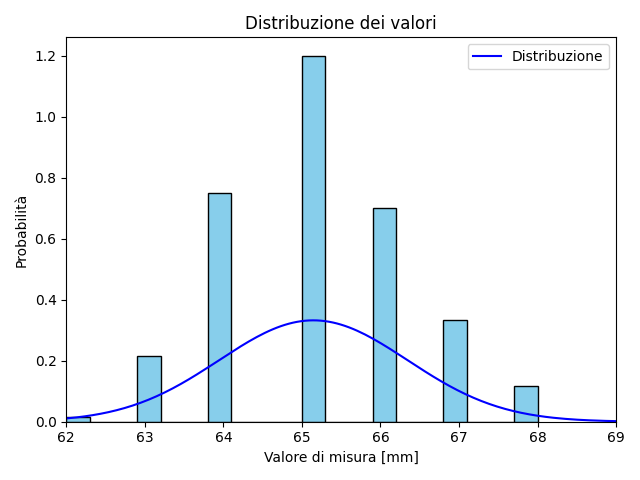 Distribuzione dei valori
Distribuzione
1.2
1.0
0.8
0.6
0.4
0.2
0.0
Probabilità
62 63 64 65 66 67 68 69
Valore di misura [mm]